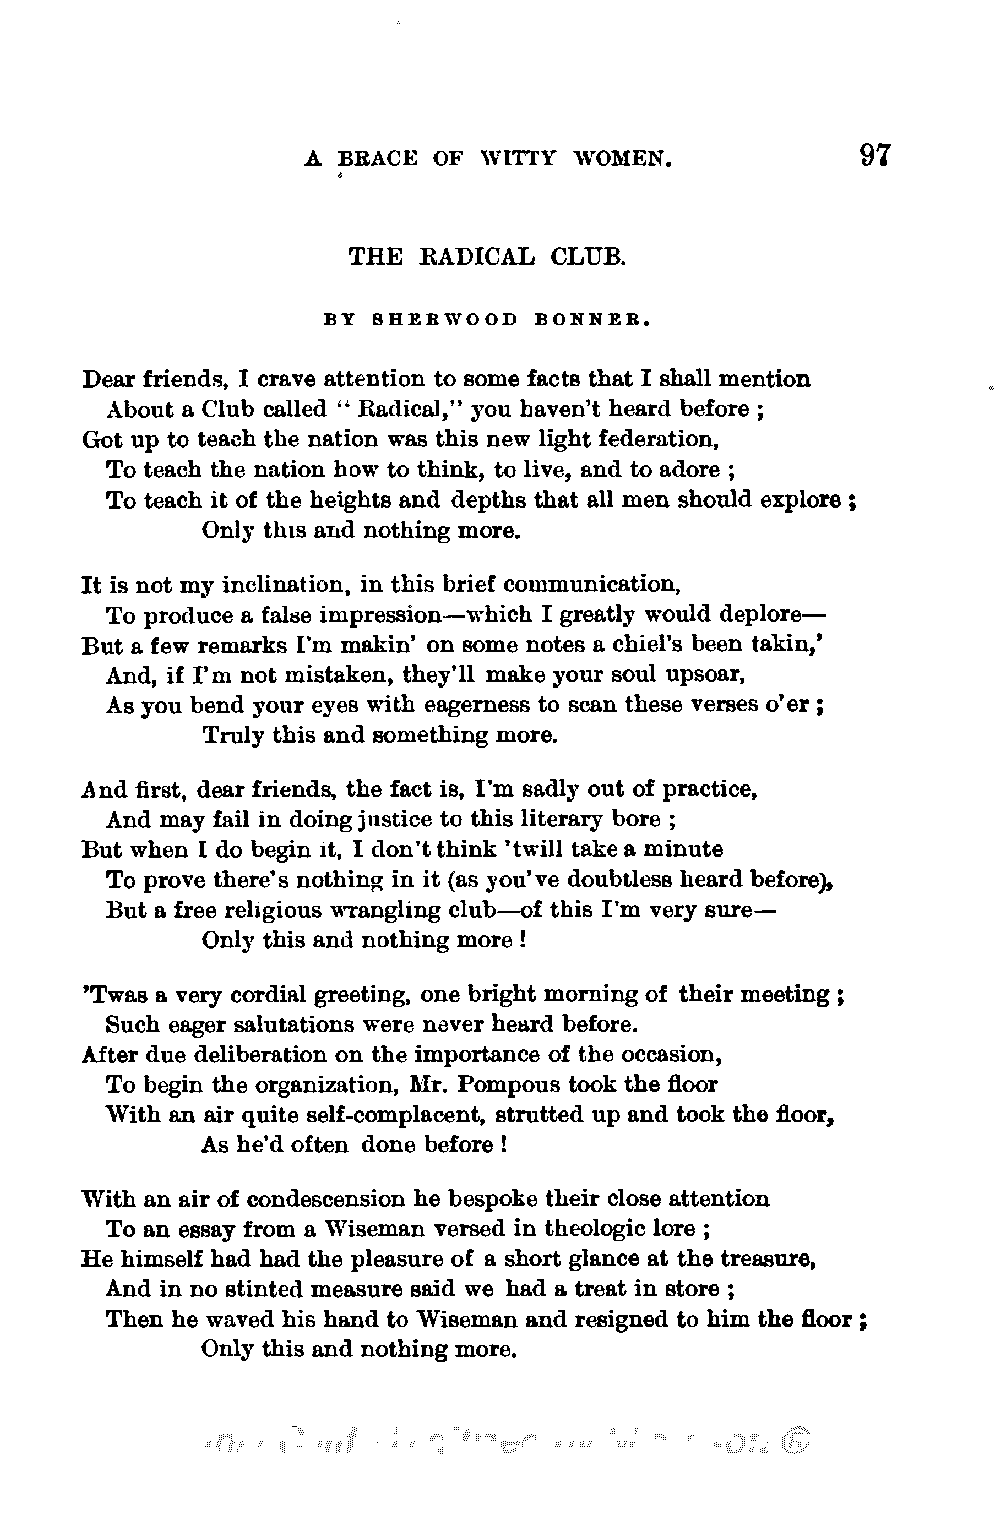 A BRACE OF WITTY WOMEN. 97
THE RADICAL CLUB.
BY SHERWOOD BONNER.
Dear friends, I crave attention to some facts that I shall mention
About a Club called “ Radical,” you haven't heard before ;
Got up to teach the nation was this new light federation,
To teach the nation how to think, to live, and to adore ;
To teach it of the heights and depths that all men should explore ;
Only this and nothing more.
It is not my inclination, in this brief communication,
To produce a false impression—which I greatly would deplore—
But a few remarks I'm makin' on some notes a chiel's been takin,'
And, if I'm not mistaken, they'll make your soul upsoar,
As you bend your eyes with eagerness to scan these verses o'er ;
Truly this and something more.
And first, dear friends, the fact is, I'm sadly out of practice,
And may fail in doing justice to this literary bore ;
But when I do begin it, I don't think 'twill take a minute
To prove there's nothing in it (as you've doubtless heard before),
But a free religious wrangling club—of this I'm very sure—
Only this and nothing more !
'Twas a very cordial greeting, one bright morning of their meeting ;
Such eager salutations were never heard before.
After due deliberation on the importance of the occasion,
To begin the organization, Mr. Pompous took the floor
With an air quite self-complacent, strutted up and took the floor,
As he'd often done before !
With an air of condescension he bespoke their close attention
To an essay from a Wiseman versed in theologic lore ;
He himself had had the pleasure of a short glance at the treasure,
And in no stinted measure said we had a treat in store ;
Then he waved his hand to Wiseman and resigned to him the floor ;
Only this and nothing more.